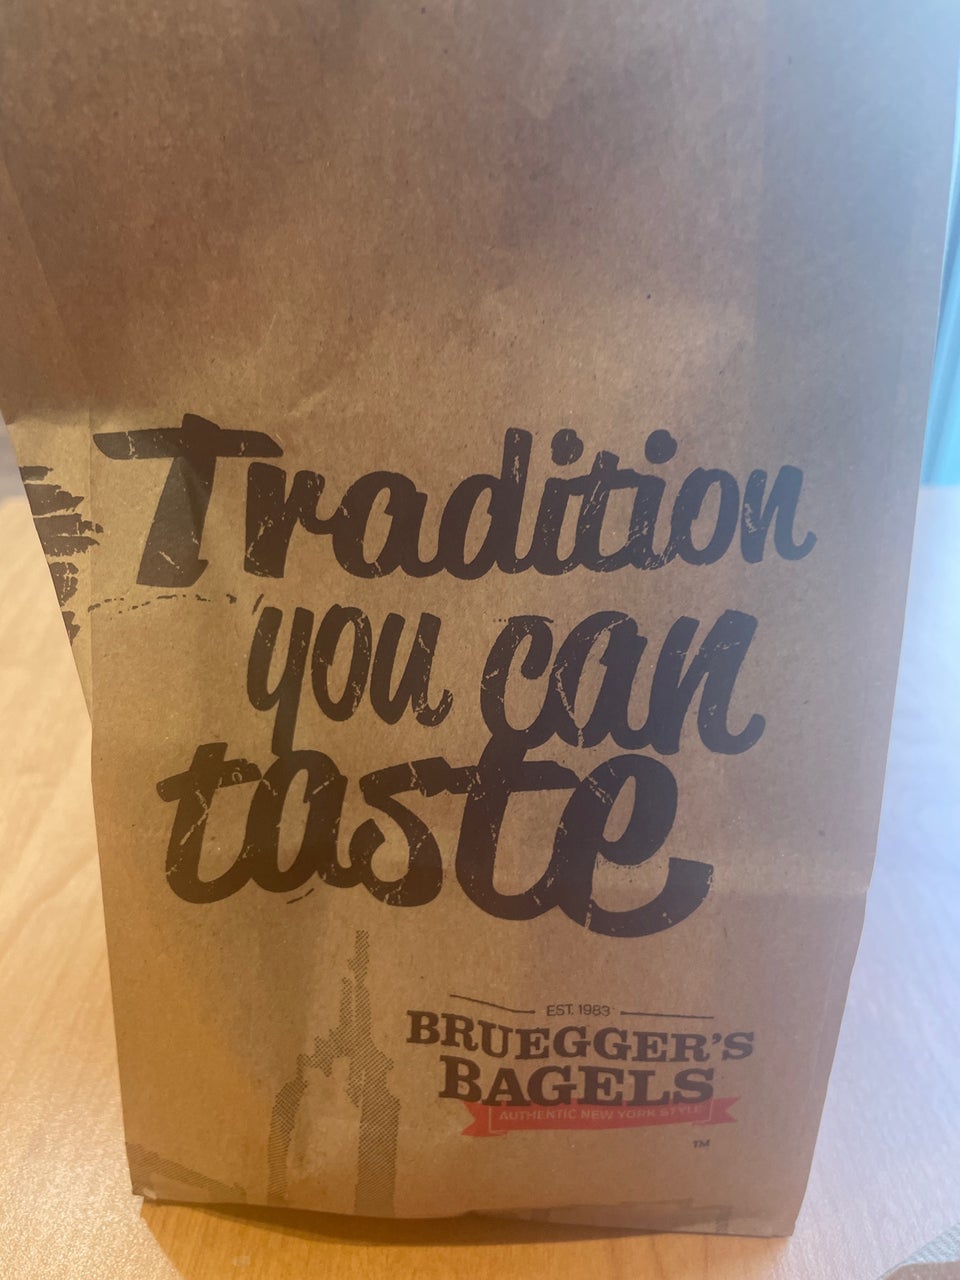 Tradition
you can
taste
EST. 1983
BRUEGGER'S
BAGELS
AUTHENTIC NEW YORK STYLE
TM